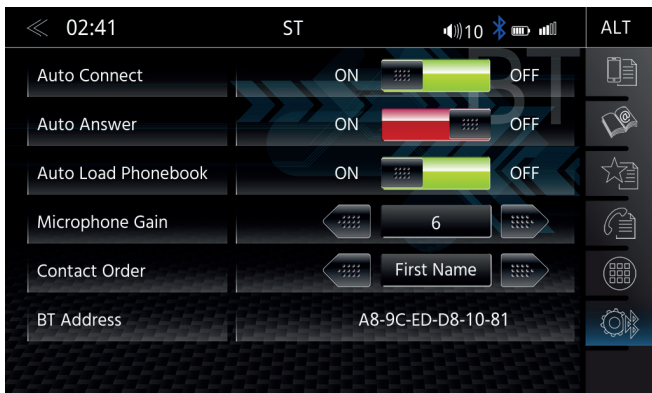 02:41 ST 10 ALT
BT
Auto Connect ON OFF
Auto Answer ON OFF
Auto Load Phonebook ON OFF
Microphone Gain 6
Contact Order First Name
BT Address A8-9C-ED-D8-10-81